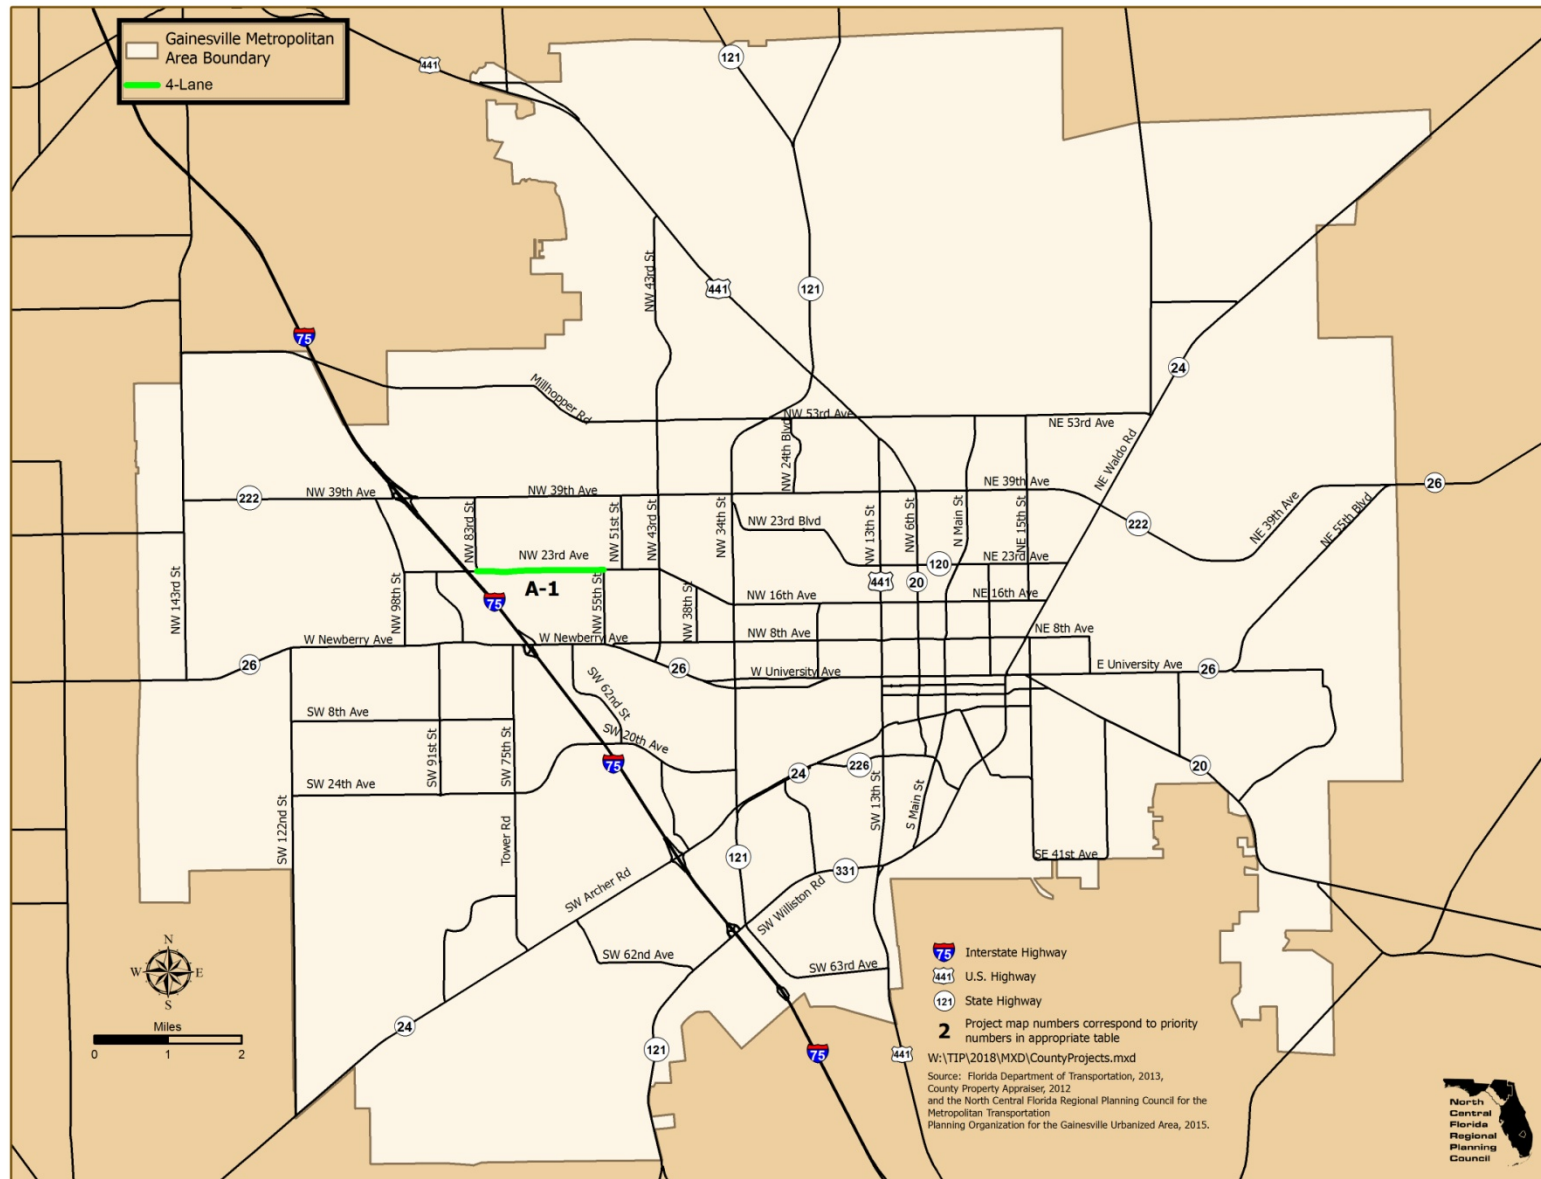 Gainesville Metropolitan
Area Boundary
4-Lane
441
121
NW 43rd St
441
121
75
24
Millhopper Rd
NW 53rd Ave
NE 53rd Ave
NW 24th Blvd
NE Waldo Rd
222
NW 39th Ave
NW 39th Ave
NE 39th Ave
26
NW 83rd St
NW 51st St
NW 43rd St
NW 34th St
NW 23rd Blvd
NW 13th St
NW 6th St
N Main St
NE 15th St
222
NE 39th Ave
NE 55th Blvd
NW 23rd Ave
NE 23rd Ave
120
441
20
A-1
75
NW 143rd St
NW 98th St
NW 55th St
NW 38th St
NW 16th Ave
NE 16th Ave
W Newberry Ave
W Newberry Ave
NW 8th Ave
NE 8th Ave
26
26
W University Ave
E University Ave
26
SW 62nd St
SW 8th Ave
SW 91st St
SW 75th St
SW 20th Ave
75
24
226
20
SW 24th Ave
SW 122nd St
SW 13th St
S Main St
Tower Rd
121
331
SE 41st Ave
SW Archer Rd
SW Williston Rd
SW 62nd Ave
SW 63rd Ave
N
W
E
S
Miles
0
1
2
24
121
75
441
75
Interstate Highway
441
U.S. Highway
121
State Highway
2
Project map numbers correspond to priority
numbers in appropriate table
W:\TIP\2018\MXD\CountyProjects.mxd
Source: Florida Department of Transportation, 2013,
County Property Appraiser, 2012
and the North Central Florida Regional Planning Council for the
Metropolitan Transportation
Planning Organization for the Gainesville Urbanized Area, 2015.
North
Central
Florida
Regional
Planning
Council